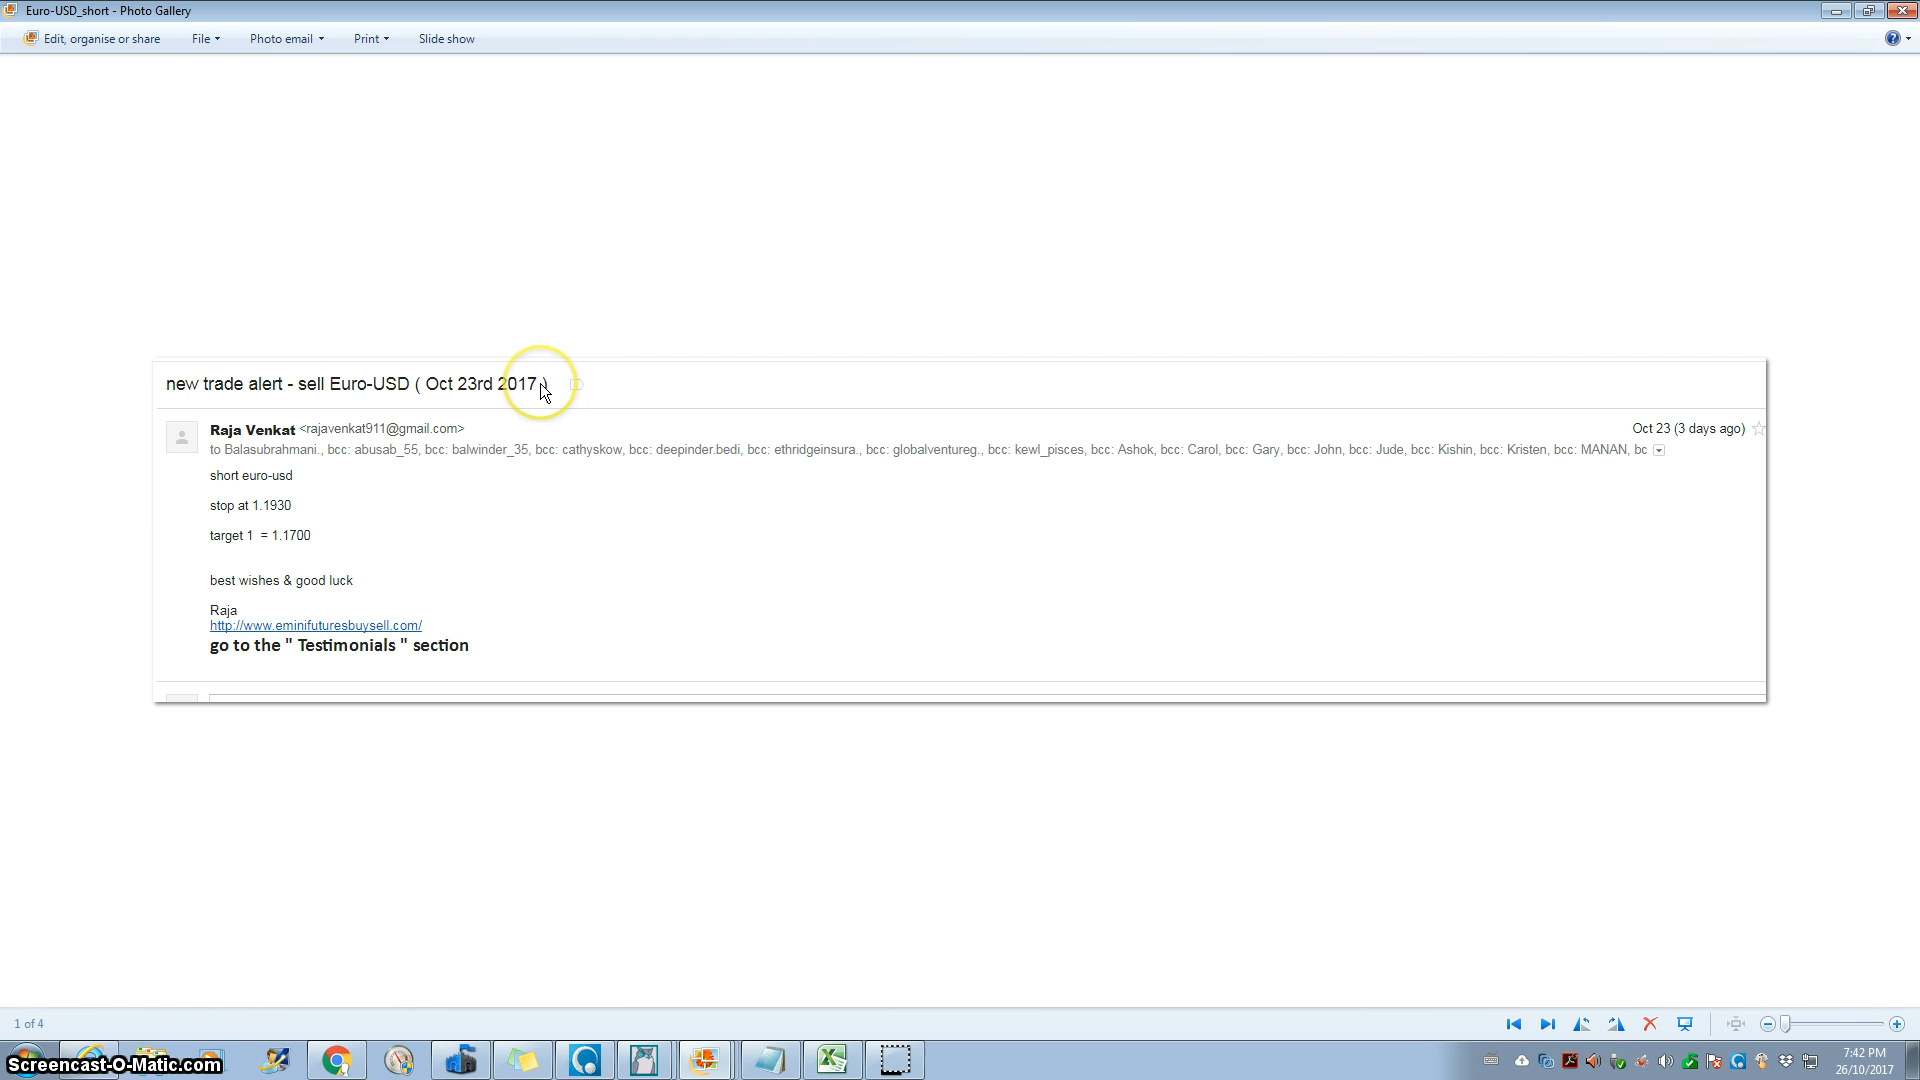 Euro-USD_short - Photo Gallery
Edit, organise or share File Photo email Print Slide show
new trade alert - sell Euro-USD ( Oct 23rd 2017 )
Raja Venkat <rajavenkat911@gmail.com> Oct 23 (3 days ago)
to Balasubrahmani., bcc: abusab_55, bcc: balwinder_35, bcc: cathyskow, bcc: deepinder.bedi, bcc: ethridgeinsura., bcc: globalventureg., bcc: kewl_pisces, bcc: Ashok, bcc: Carol, bcc: Gary, bcc: John, bcc: Jude, bcc: Kishin, bcc: Kristen, bcc: MANAN, bc
short euro-usd
stop at 1.1930
target 1 = 1.1700
best wishes & good luck
Raja
http://www.eminifuturesbuysell.com/
go to the " Testimonials " section
1 of 4
Screencast-O-Matic.com
7:42 PM
26/10/2017